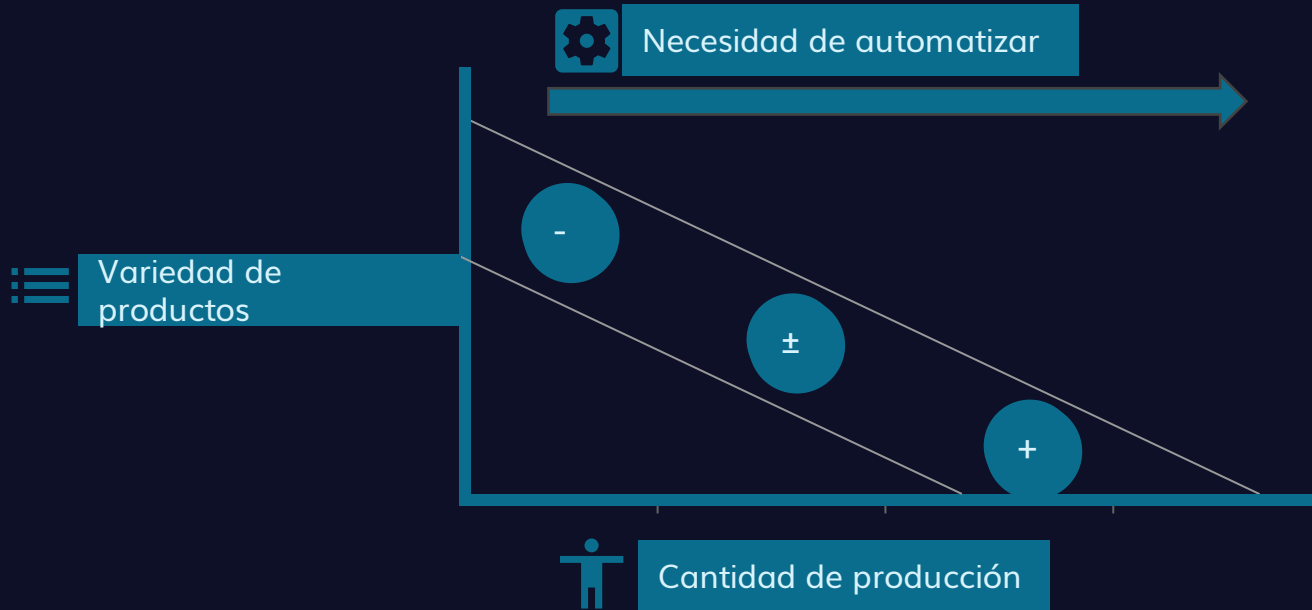 Necesidad de automatizar
-
Variedad de
productos
±
+
Cantidad de producción